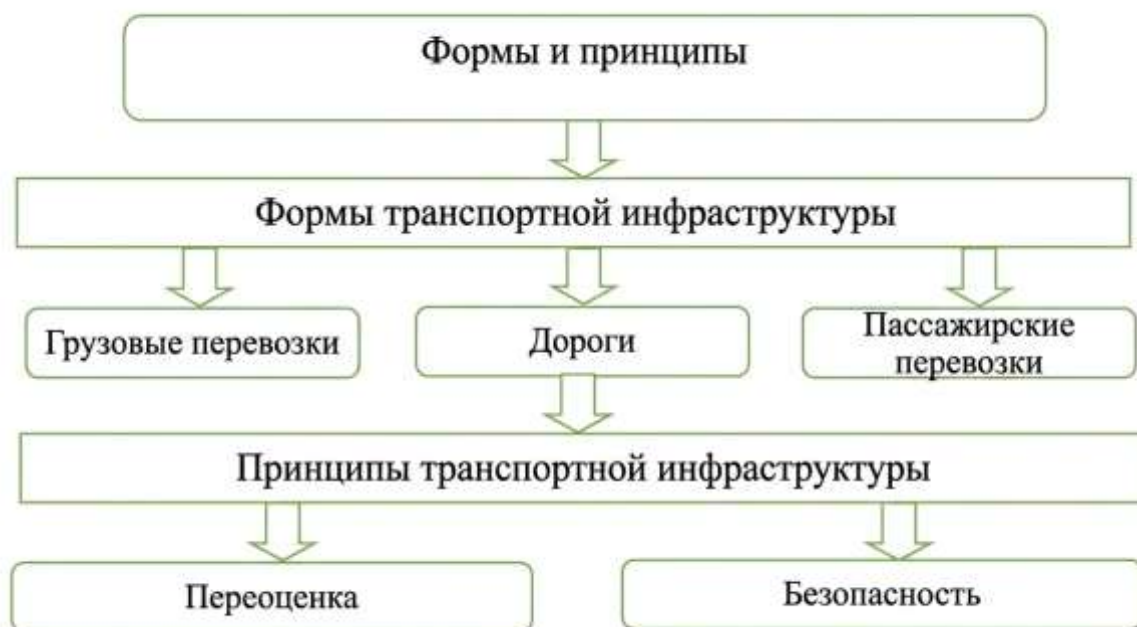 Формы и принципы
Формы транспортной инфраструктуры
Грузовые перевозки
Дороги
Пассажирские
перевозки
Принципы транспортной инфраструктуры
Переоценка
Безопасность